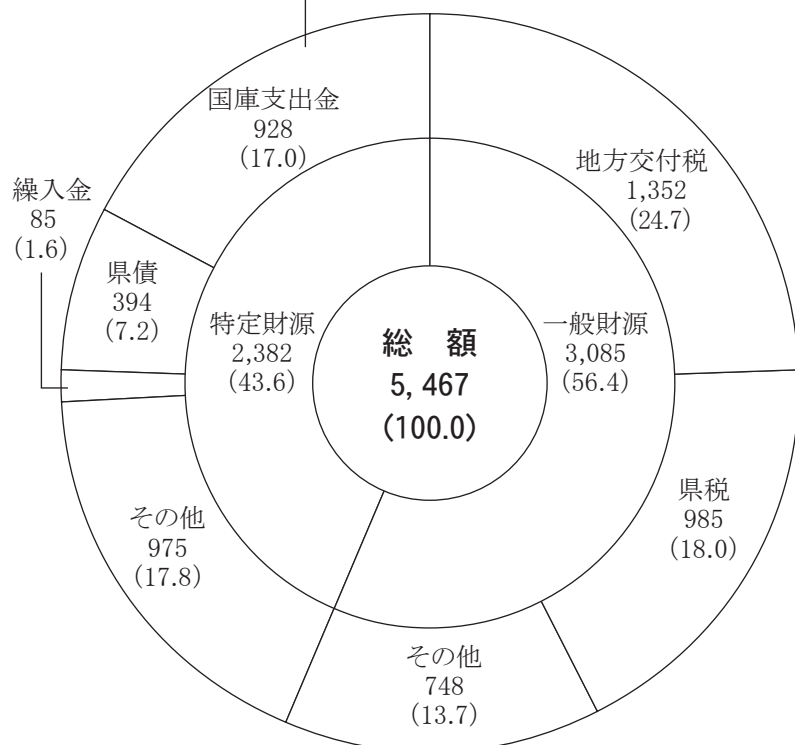 国庫支出金
928
(17.0)
地方交付税
1,352
(24.7)
繰入金
85
(1.6)
県債
394
(7.2)
特定財源
2,382
(43.6)
総 額
5,467
(100.0)
一般財源
3,085
(56.4)
県税
985
(18.0)
その他
975
(17.8)
その他
748
(13.7)